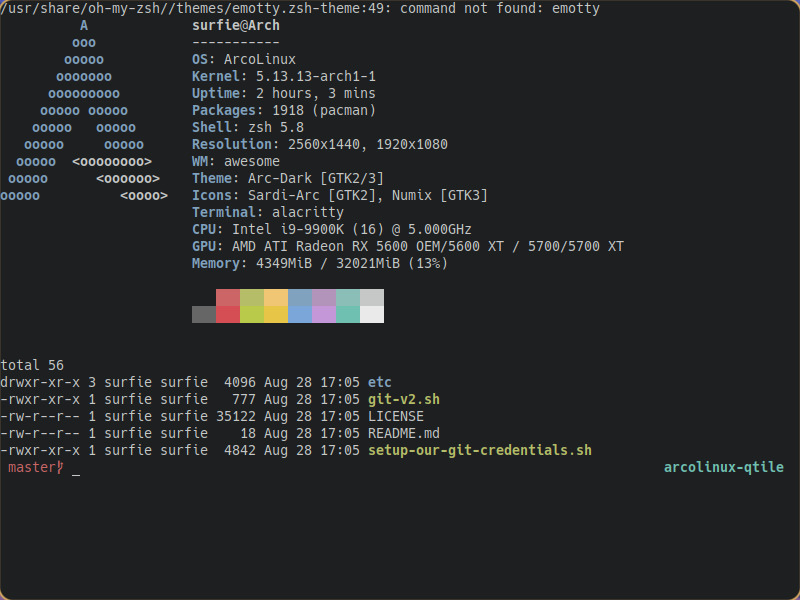 /usr/share/oh-my-zsh//themes/emotty.zsh-theme:49: command not found: emotty
A surfie@Arch
ooo -----------
ooooo OS: ArcoLinux
ooooooo Kernel: 5.13.13-arch1-1
ooooooooo Uptime: 2 hours, 3 mins
ooooo ooooo Packages: 1918 (pacman)
ooooo ooooo Shell: zsh 5.8
ooooo ooooo Resolution: 2560x1440, 1920x1080
ooooo <oooooooo> WM: awesome
ooooo <oooooo> Theme: Arc-Dark [GTK2/3]
ooooo <oooo> Icons: Sardi-Arc [GTK2], Numix [GTK3]
Terminal: alacritty
CPU: Intel i9-9900K (16) @ 5.000GHz
GPU: AMD ATI Radeon RX 5600 OEM/5600 XT / 5700/5700 XT
Memory: 4349MiB / 32021MiB (13%)
total 56
drwxr-xr-x 3 surfie surfie 4096 Aug 28 17:05 etc
-rwxr-xr-x 1 surfie surfie 777 Aug 28 17:05 git-v2.sh
-rw-r--r-- 1 surfie surfie 35122 Aug 28 17:05 LICENSE
-rw-r--r-- 1 surfie surfie 18 Aug 28 17:05 README.md
-rwxr-xr-x 1 surfie surfie 4842 Aug 28 17:05 setup-our-git-credentials.sh
master _ arcolinux-qtile